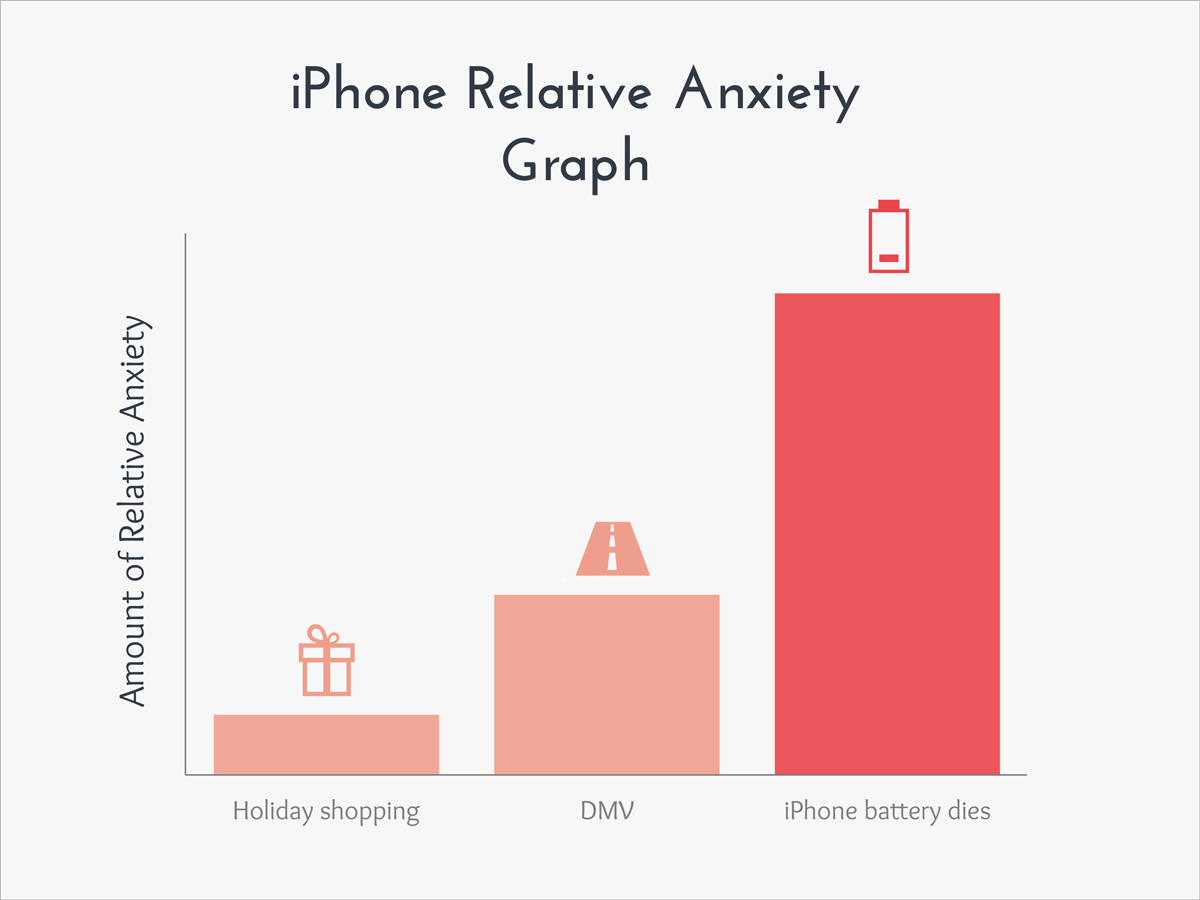 iPhone Relative Anxiety
Graph
Amount of Relative Anxiety
Holiday shopping
DMV
iPhone battery dies